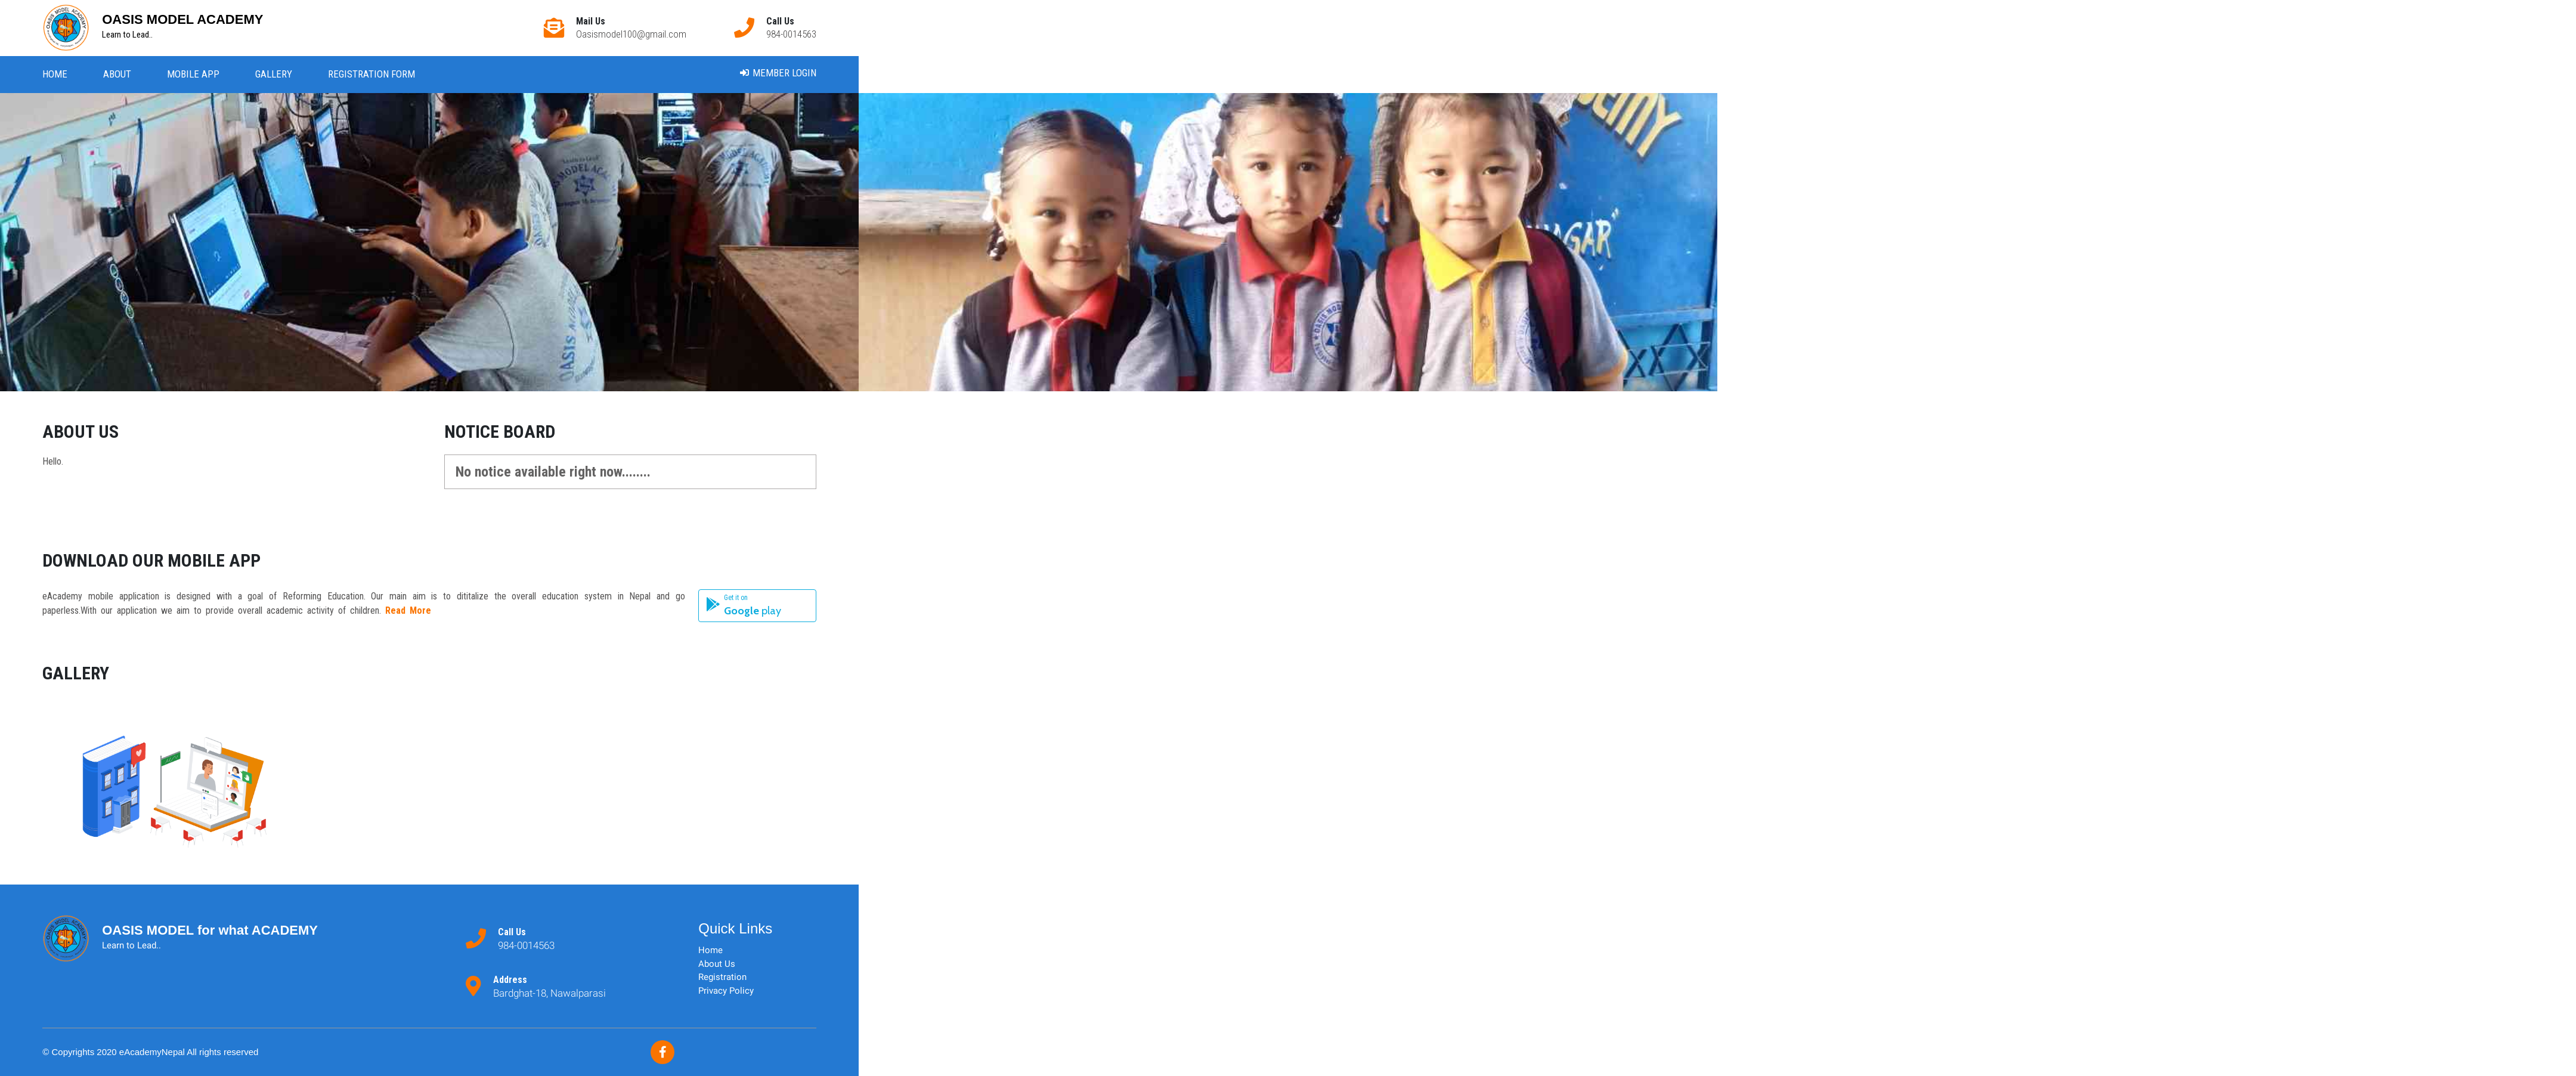 OASIS MODEL ACADEMY
Learn to Lead..
Mail Us
Oasismodel100@gmail.com
Call Us
984-0014563
HOME
ABOUT
MOBILE APP
GALLERY
REGISTRATION FORM
MEMBER LOGIN
ABOUT US
Hello.
NOTICE BOARD
No notice available right now........
DOWNLOAD OUR MOBILE APP
eAcademy mobile application is designed with a goal of Reforming Education. Our main aim is to dititalize the overall education system in Nepal and go
paperless.With our application we aim to provide overall academic activity of children. Read More
Get it on
Google play
GALLERY
OASIS MODEL for what ACADEMY
Learn to Lead..
Call Us
984-0014563
Address
Bardghat-18, Nawalparasi
Quick Links
Home
About Us
Registration
Privacy Policy
© Copyrights 2020 eAcademyNepal All rights reserved